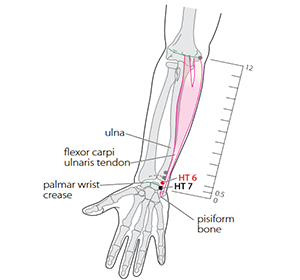 12
ulna
flexor carpi
ulnaris tendon
HT 6
palmar wrist
crease
HT 7
0.5
0
pisiform
bone